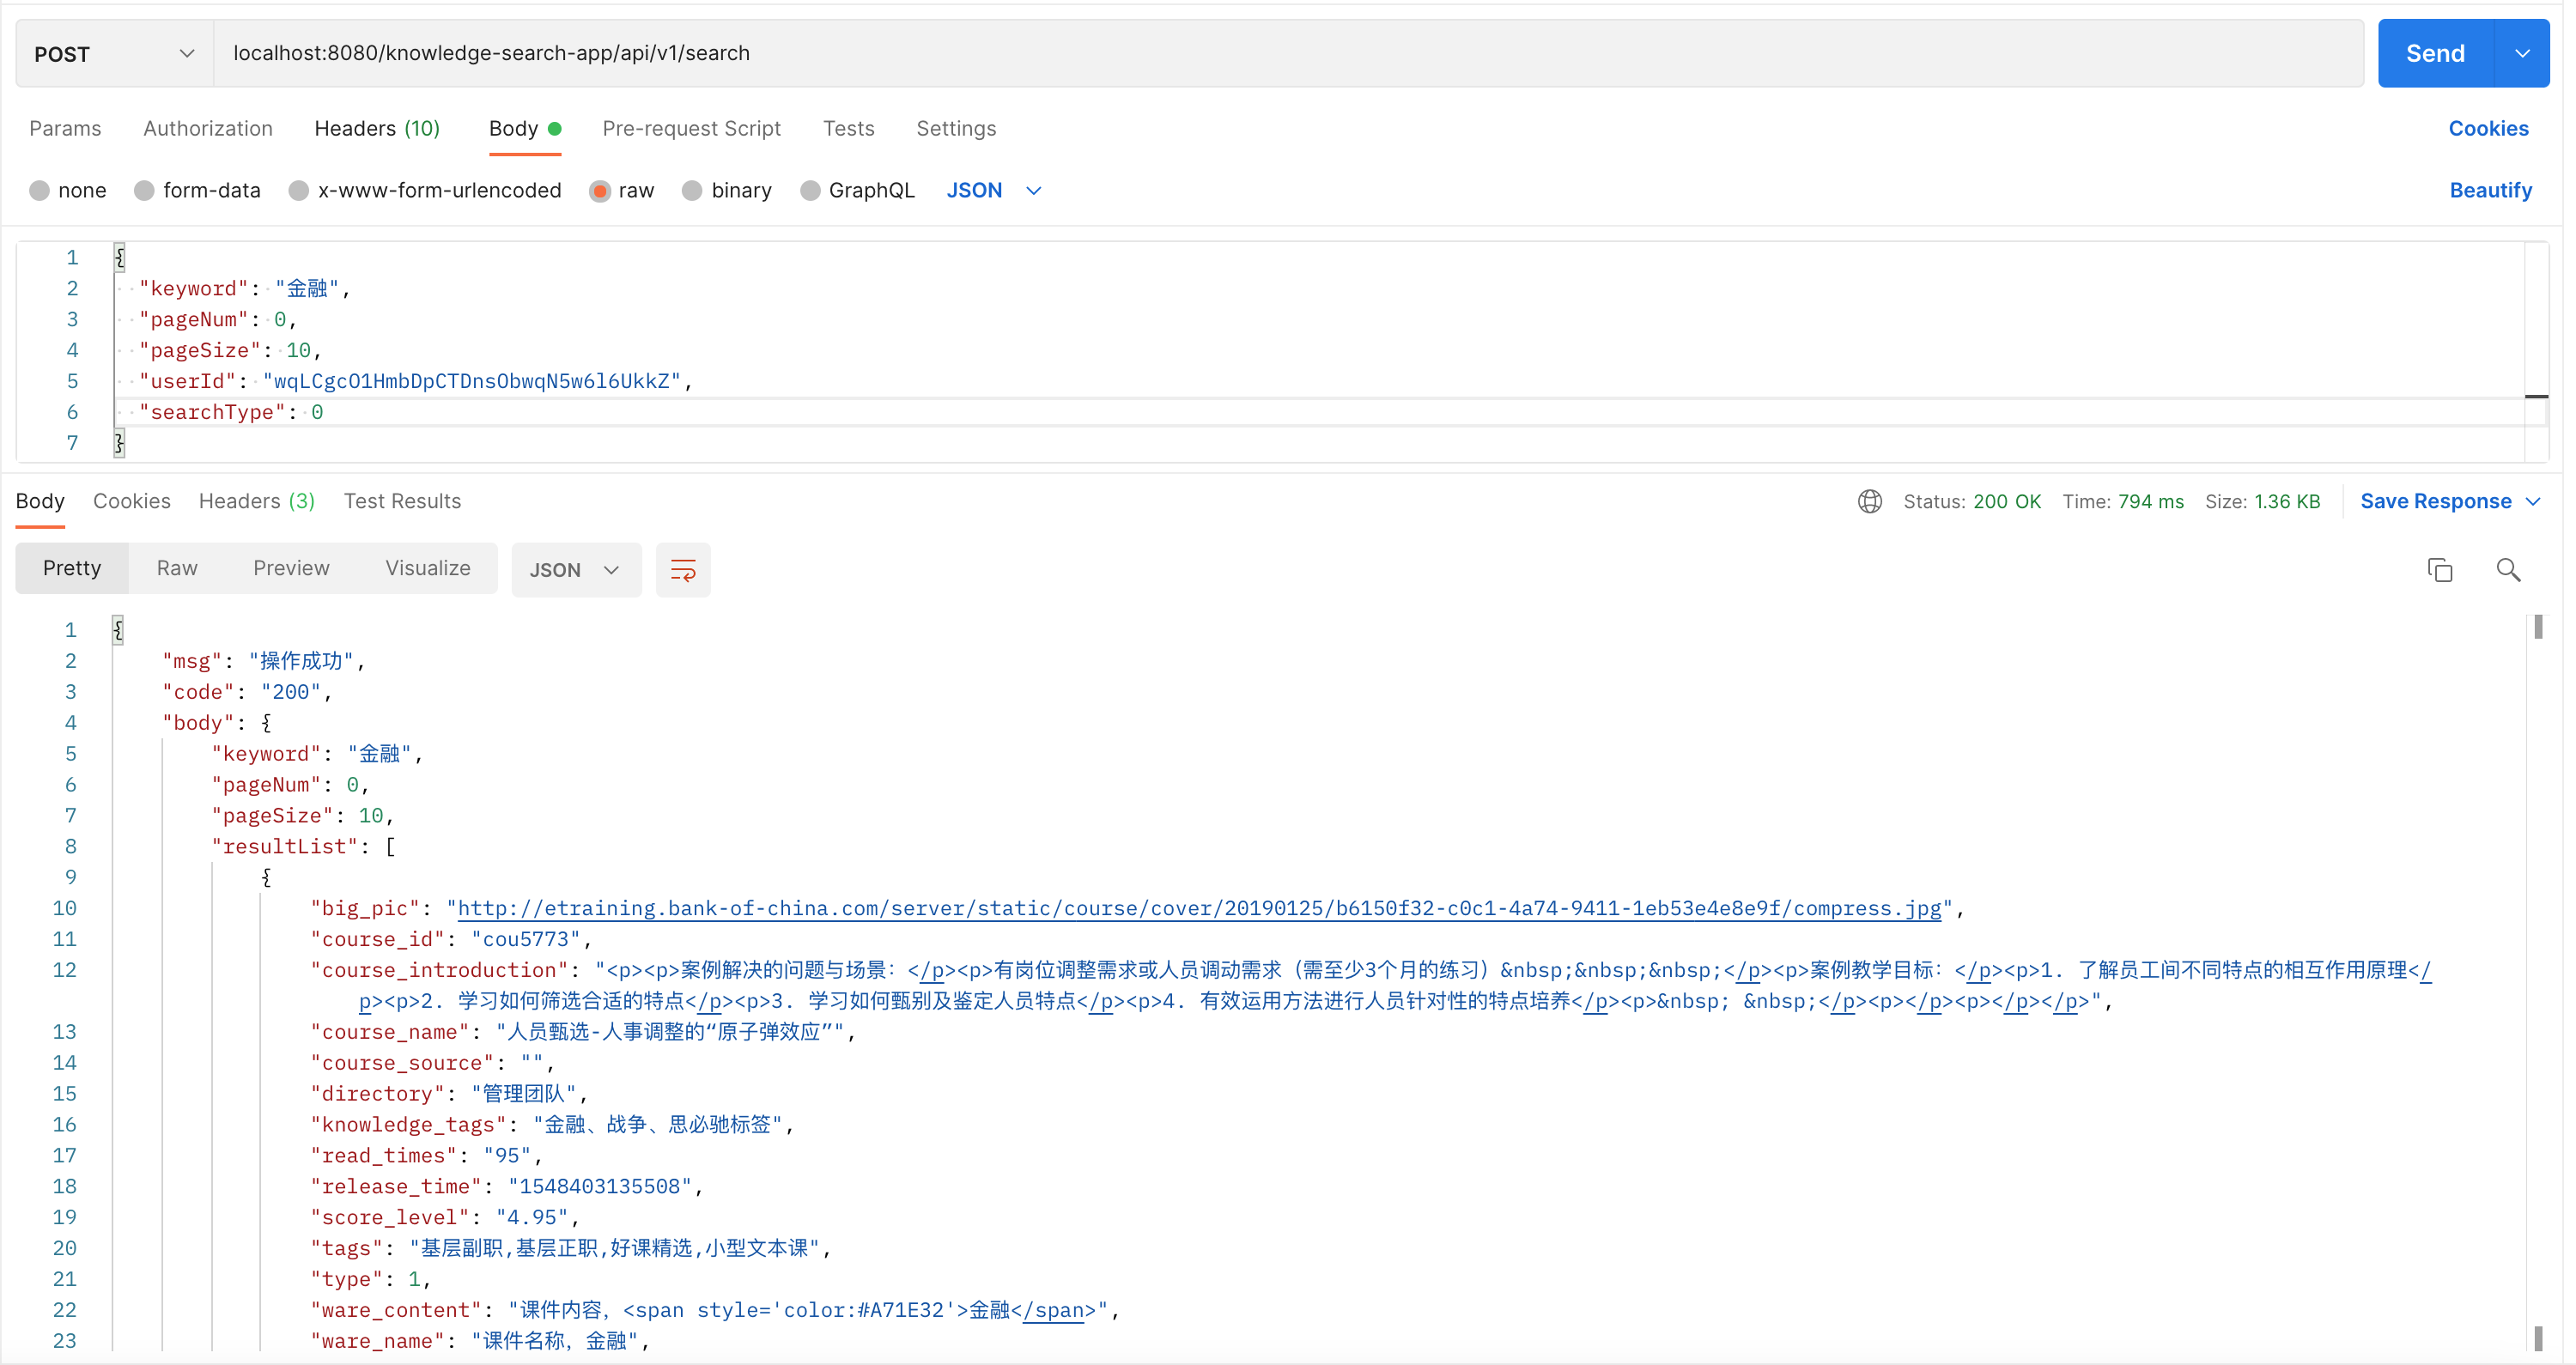 POST localhost:8080/knowledge-search-app/api/v1/search Send
Params Authorization Headers (10) Body Pre-request Script Tests Settings Cookies
none form-data x-www-form-urlencoded raw binary GraphQL JSON Beautify
1 {
2 "keyword": "金融",
3 "pageNum": 0,
4 "pageSize": 10,
5 "userId": "wqLCgcO1HmbDpCTDnsObwqN5w6l6UkkZ",
6 "searchType": 0
7 }
Body Cookies Headers (3) Test Results Status: 200 OK Time: 794 ms Size: 1.36 KB Save Response
Pretty Raw Preview Visualize JSON
1 {
2 "msg": "操作成功",
3 "code": "200",
4 "body": {
5 "keyword": "金融",
6 "pageNum": 0,
7 "pageSize": 10,
8 "resultList": [
9 {
10 "big_pic": "http://etraining.bank-of-china.com/server/static/course/cover/20190125/b6150f32-c0c1-4a74-9411-1eb53e4e8e9f/compress.jpg",
11 "course_id": "cou5773",
12 "course_introduction": "<p><p>案例解决的问题与场景：</p><p>有岗位调整需求或人员调动需求（需至少3个月的练习）&nbsp;&nbsp;&nbsp;</p><p>案例教学目标：</p><p>1. 了解员工间不同特点的相互作用原理</
p><p>2. 学习如何筛选合适的特点</p><p>3. 学习如何甄别及鉴定人员特点</p><p>4. 有效运用方法进行人员针对性的特点培养</p><p>&nbsp; &nbsp;</p><p></p><p></p></p>",
13 "course_name": "人员甄选-人事调整的“原子弹效应”",
14 "course_source": "",
15 "directory": "管理团队",
16 "knowledge_tags": "金融、战争、思必驰标签",
17 "read_times": "95",
18 "release_time": "1548403135508",
19 "score_level": "4.95",
20 "tags": "基层副职,基层正职,好课精选,小型文本课",
21 "type": 1,
22 "ware_content": "课件内容，<span style='color:#A71E32'>金融</span>",
23 "ware_name": "课件名称，金融",